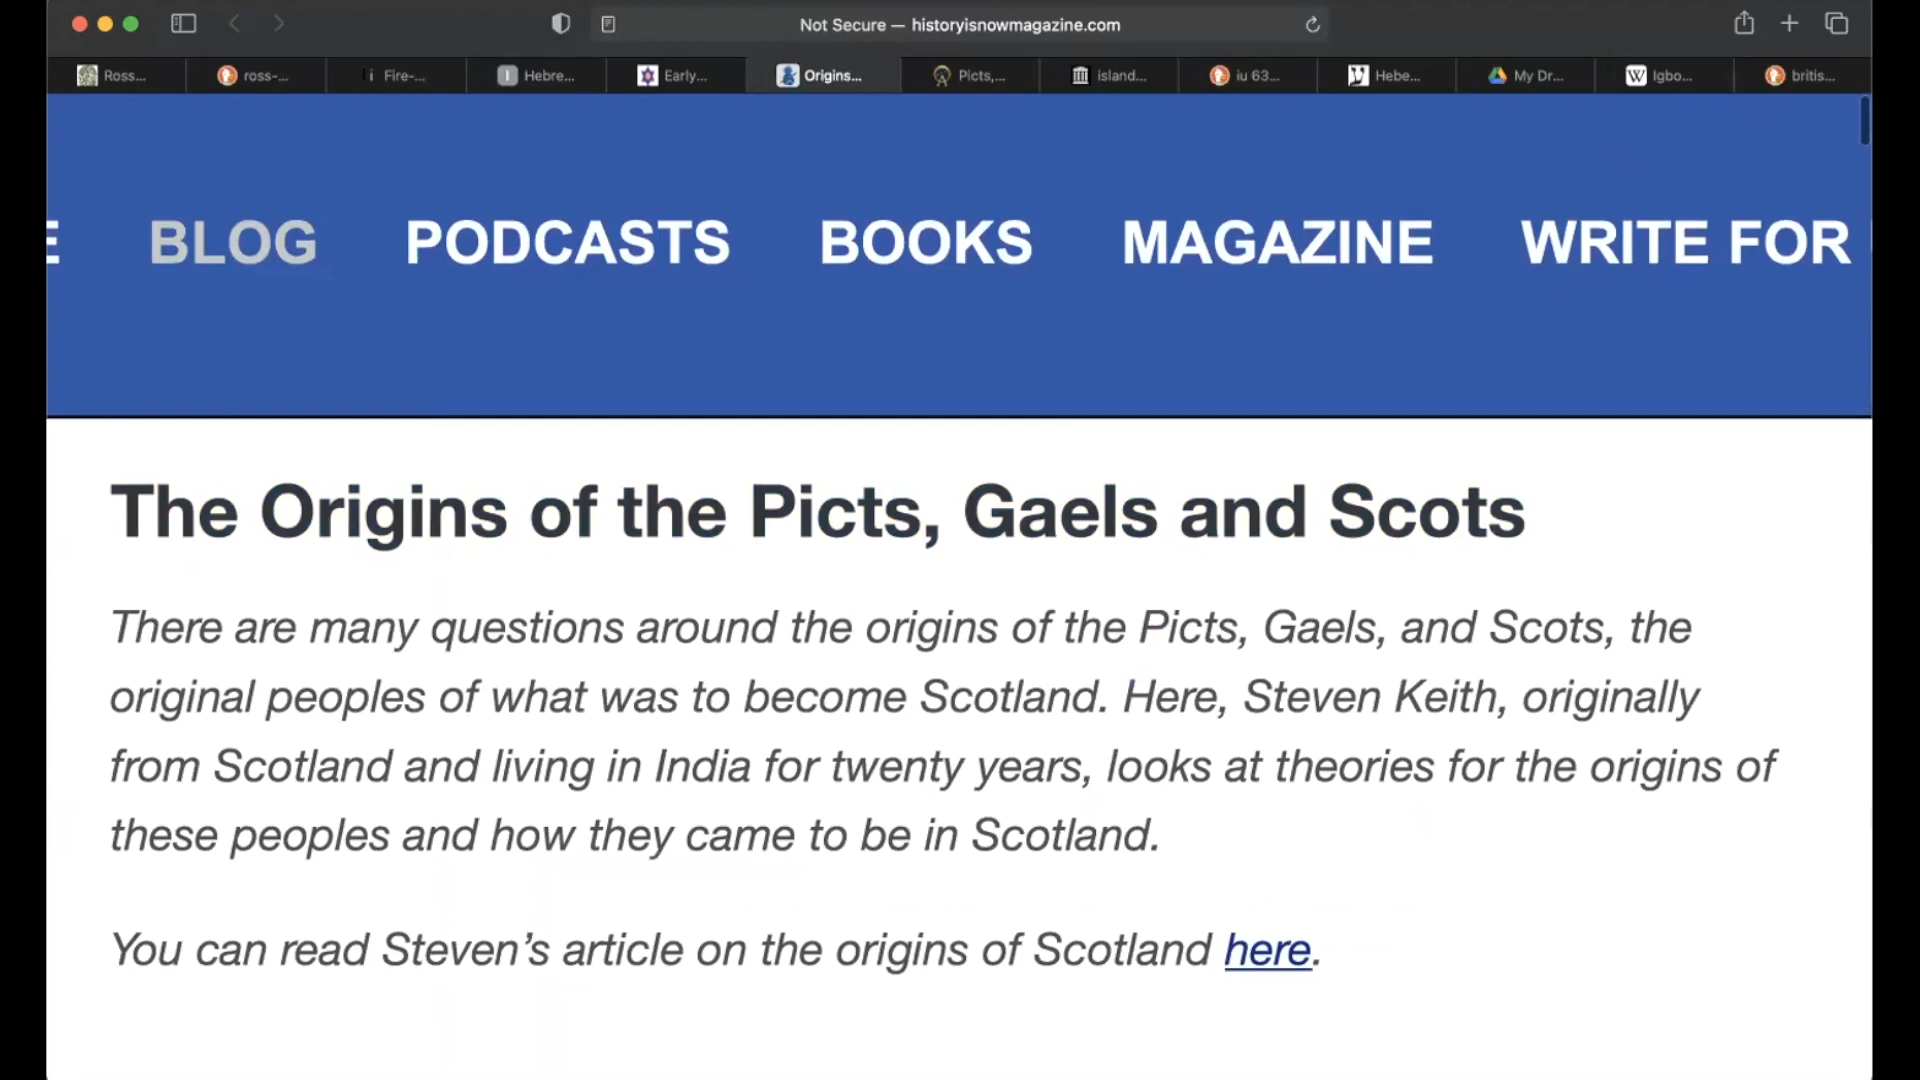 Not Secure — historyisnowmagazine.com
Ross... ross-... Fire-... Hebre... Early... Origins... Picts,... island... iu 63... Hebe... My Dr... Igbo... britis...
E BLOG PODCASTS BOOKS MAGAZINE WRITE FOR
The Origins of the Picts, Gaels and Scots
There are many questions around the origins of the Picts, Gaels, and Scots, the
original peoples of what was to become Scotland. Here, Steven Keith, originally
from Scotland and living in India for twenty years, looks at theories for the origins of
these peoples and how they came to be in Scotland.
You can read Steven’s article on the origins of Scotland here.